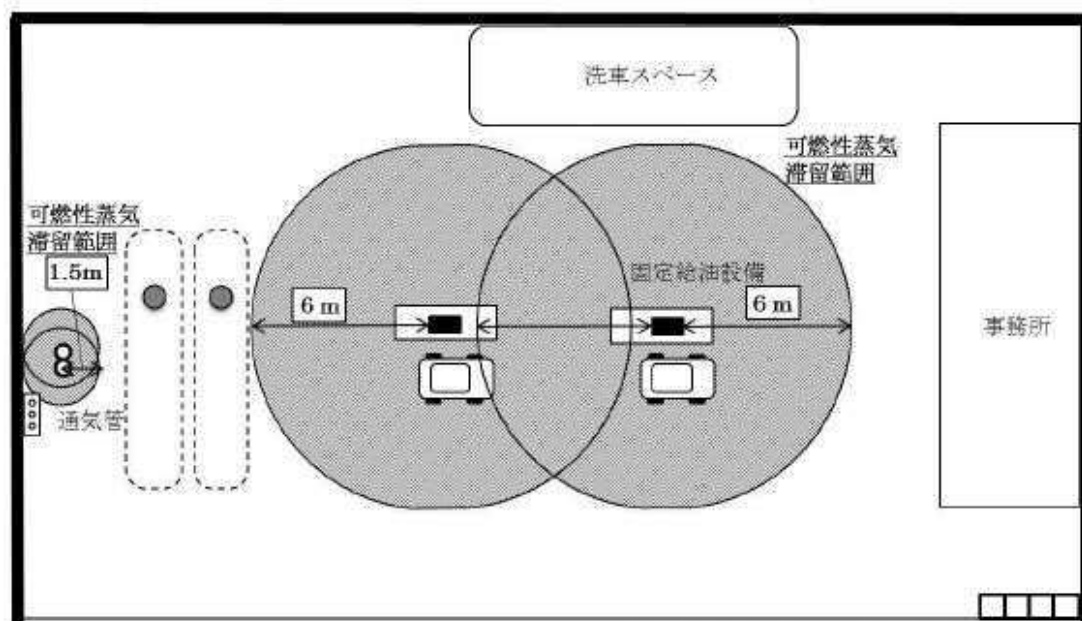 洗車スペース
可燃性蒸気
滞留範囲
可燃性蒸気
滞留範囲
1.5m
固定給油設備
6 m
6 m
事務所
通気管